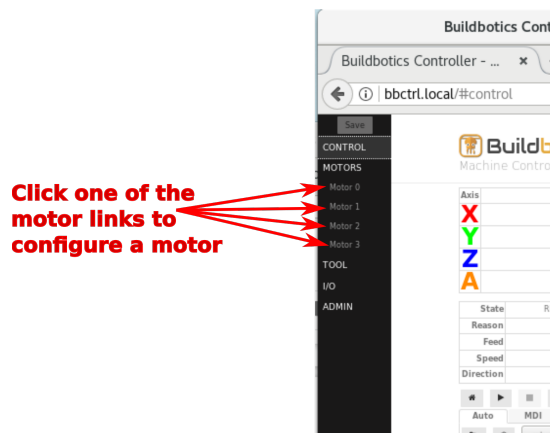 Buildbotics Cont
Buildbotics Controller - ... ×
bbctrl.local/#control
Save
CONTROL
MOTORS
Motor 0
Motor 1
Motor 2
Motor 3
TOOL
I/O
ADMIN
Click one of the
motor links to
configure a motor
Buildb
Machine Contro
Axis
X
Y
Z
A
State R
Reason
Feed
Speed
Direction
Auto MDI